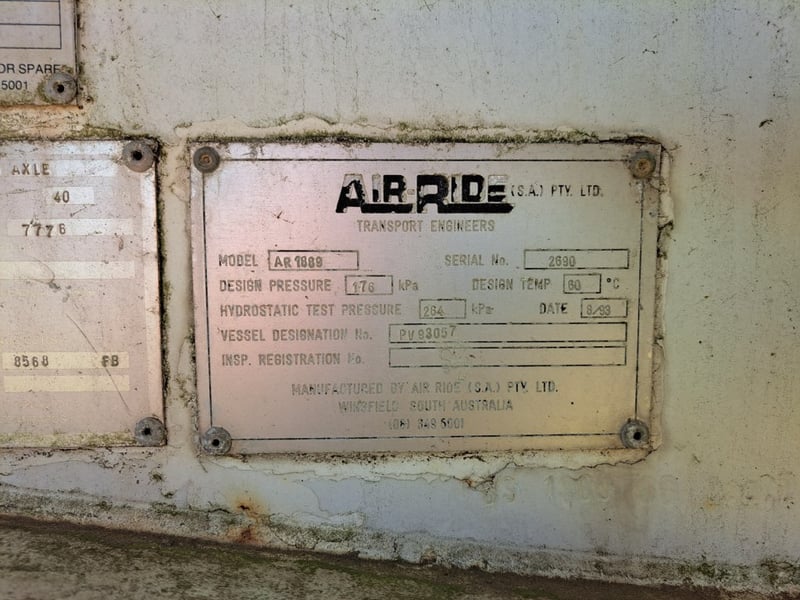 OR SPARE
5001
AXLE
40
7776
8568 FB
AIR-RIDE (S.A.) PTY. LTD.
TRANSPORT ENGINEERS
MODEL AR1869 SERIAL No. 2690
DESIGN PRESSURE 176 kPa DESIGN TEMP 60 °C
HYDROSTATIC TEST PRESSURE 264 kPa DATE 8/93
VESSEL DESIGNATION No. PV93057
INSP. REGISTRATION No.
MANUFACTURED BY AIR RIDE (S.A.) PTY. LTD.
WINGFIELD SOUTH AUSTRALIA
(08) 349 5001